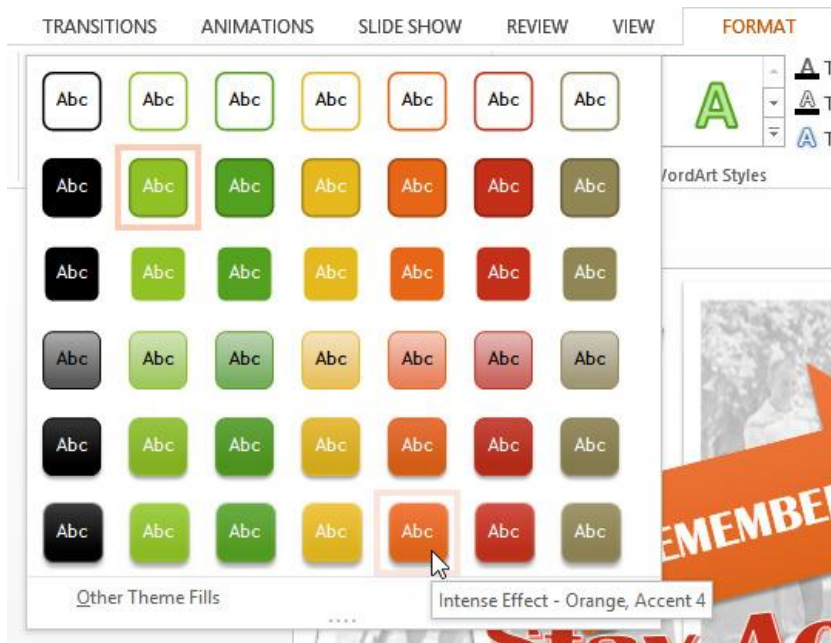 TRANSITIONS ANIMATIONS SLIDE SHOW REVIEW VIEW FORMAT
Abc Abc Abc Abc Abc Abc Abc
A
A T
A T
A T
Abc Abc Abc Abc Abc Abc Abc
WordArt Styles
Abc Abc Abc Abc Abc Abc Abc
Abc Abc Abc Abc Abc Abc Abc
Abc Abc Abc Abc Abc Abc Abc
Abc Abc Abc Abc Abc Abc Abc
EMEMBE
Other Theme Fills
Intense Effect - Orange, Accent 4
Stay Ac